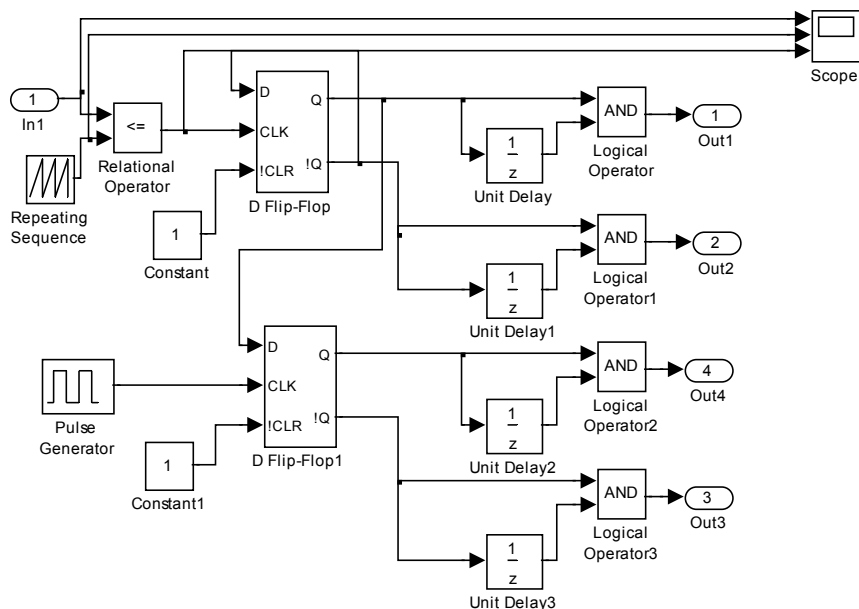 Scope
1
In1
<=
Relational
Operator
Repeating
Sequence
D
CLK
!CLR
Q
!Q
D Flip-Flop
1
Constant
1
z
Unit Delay
AND
Logical
Operator
1
Out1
1
z
Unit Delay1
AND
Logical
Operator1
2
Out2
Pulse
Generator
D
CLK
!CLR
Q
!Q
D Flip-Flop1
1
Constant1
1
z
Unit Delay2
AND
Logical
Operator2
4
Out4
1
z
Unit Delay3
AND
Logical
Operator3
3
Out3